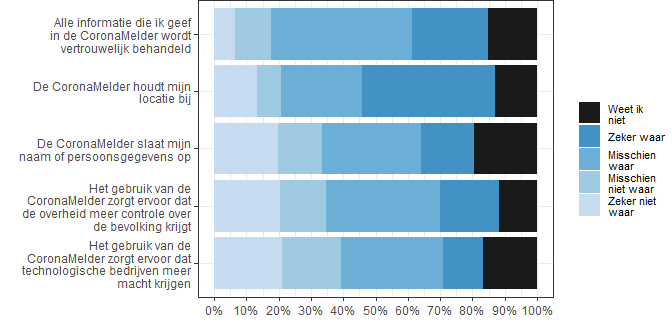 Alle informatie die ik geef
in de CoronaMelder wordt
vertrouwelijk behandeld
De CoronaMelder houdt mijn
locatie bij
De CoronaMelder slaat mijn
naam of persoonsgegevens op
Het gebruik van de
CoronaMelder zorgt ervoor dat
de overheid meer controle over
de bevolking krijgt
Het gebruik van de
CoronaMelder zorgt ervoor dat
technologische bedrijven meer
macht krijgen
0% 10% 20% 30% 40% 50% 60% 70% 80% 90% 100%
Weet ik
niet
Zeker waar
Misschien
waar
Misschien
niet waar
Zeker niet
waar